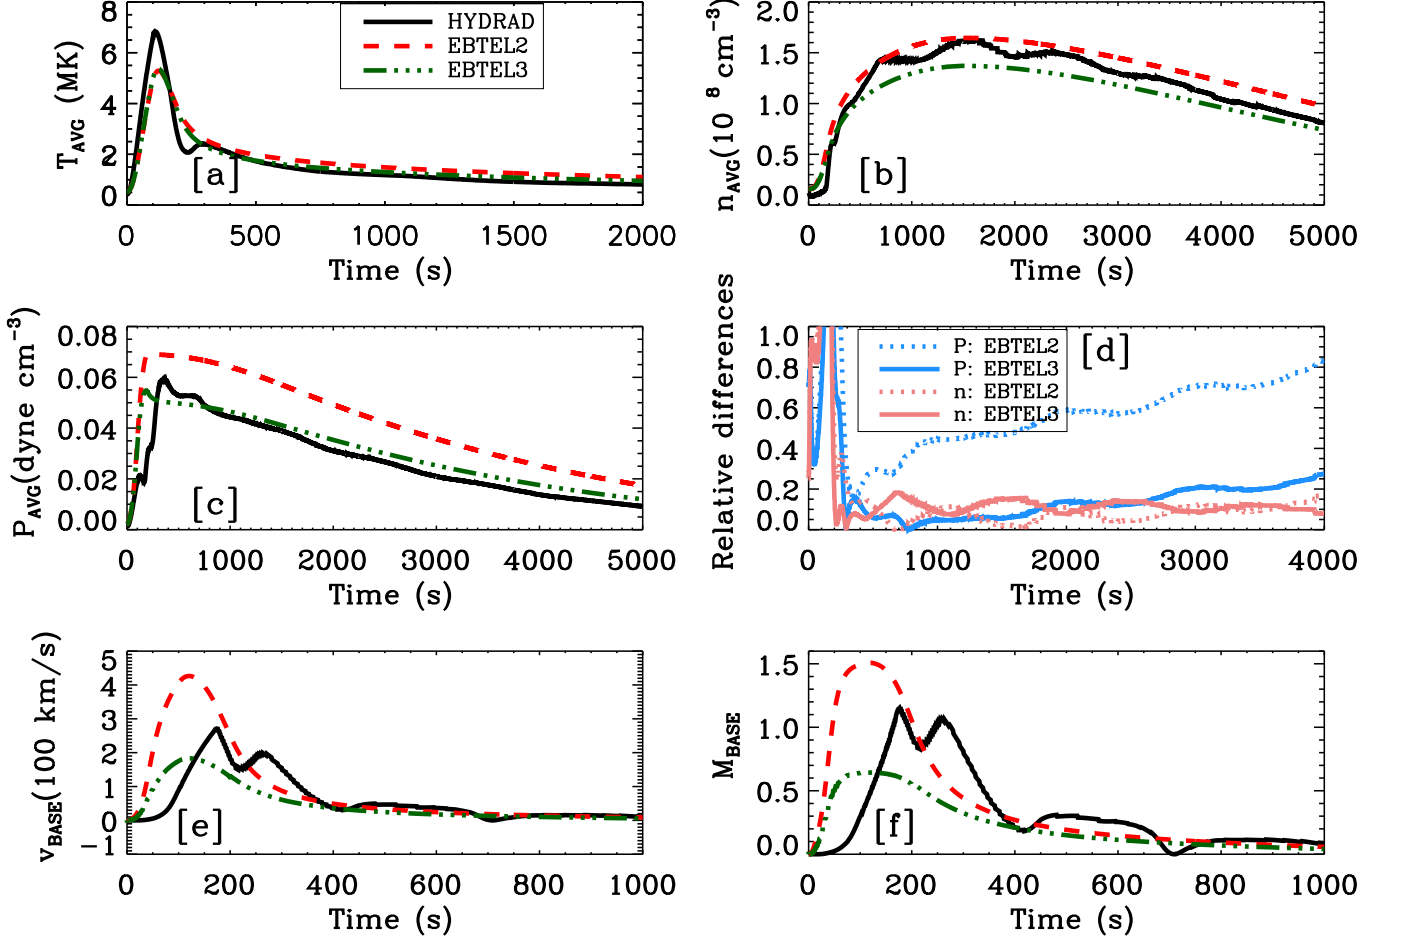 HYDRAD
EBTEL2
EBTEL3
T_AVG (MK)
8
6
4
2
0
[a]
0 500 1000 1500 2000
Time (s)
n_AVG(10^8 cm^-3)
2.0
1.5
1.0
0.5
0.0
[b]
0 1000 2000 3000 4000 5000
Time (s)
P_AVG(dyne cm^-3)
0.08
0.06
0.04
0.02
0.00
[c]
0 1000 2000 3000 4000 5000
Time (s)
Relative differences
1.0
0.8
0.6
0.4
0.2
0.0
P: EBTEL2
P: EBTEL3
n: EBTEL2
n: EBTEL3
[d]
0 1000 2000 3000 4000
Time (s)
v_BASE(100 km/s)
5
4
3
2
1
0
-1
[e]
0 200 400 600 800 1000
Time (s)
M_BASE
1.5
1.0
0.5
0.0
[f]
0 200 400 600 800 1000
Time (s)